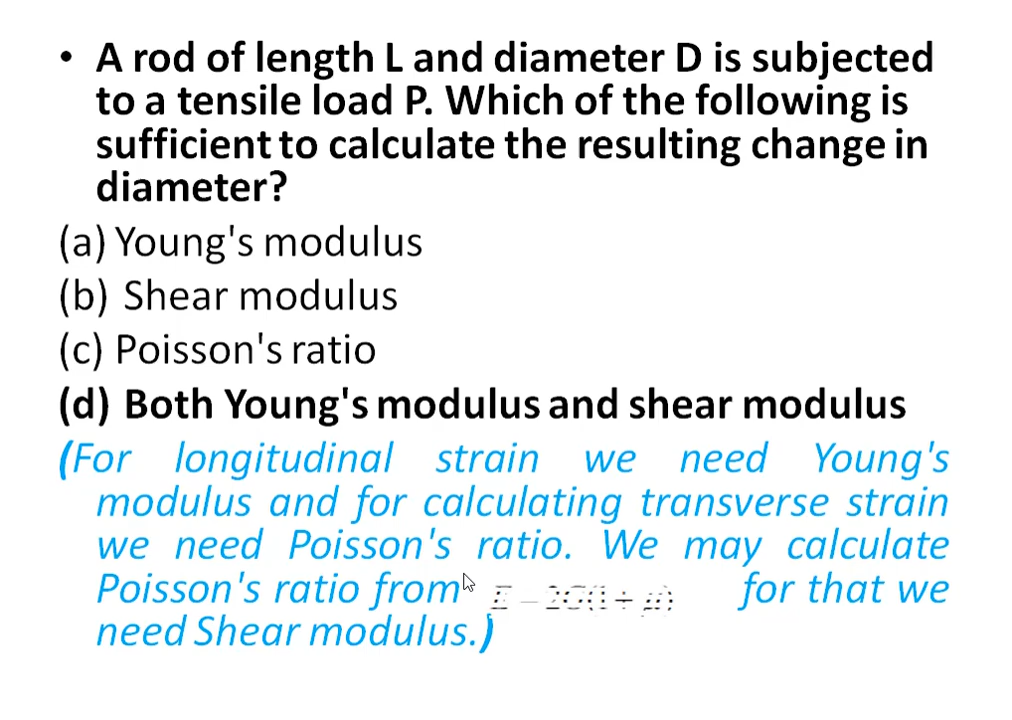 • A rod of length L and diameter D is subjected
to a tensile load P. Which of the following is
sufficient to calculate the resulting change in
diameter?
(a) Young's modulus
(b) Shear modulus
(c) Poisson's ratio
(d) Both Young's modulus and shear modulus
(For longitudinal strain we need Young's
modulus and for calculating transverse strain
we need Poisson's ratio. We may calculate
Poisson's ratio from E = 2G(1 + μ) for that we
need Shear modulus.)